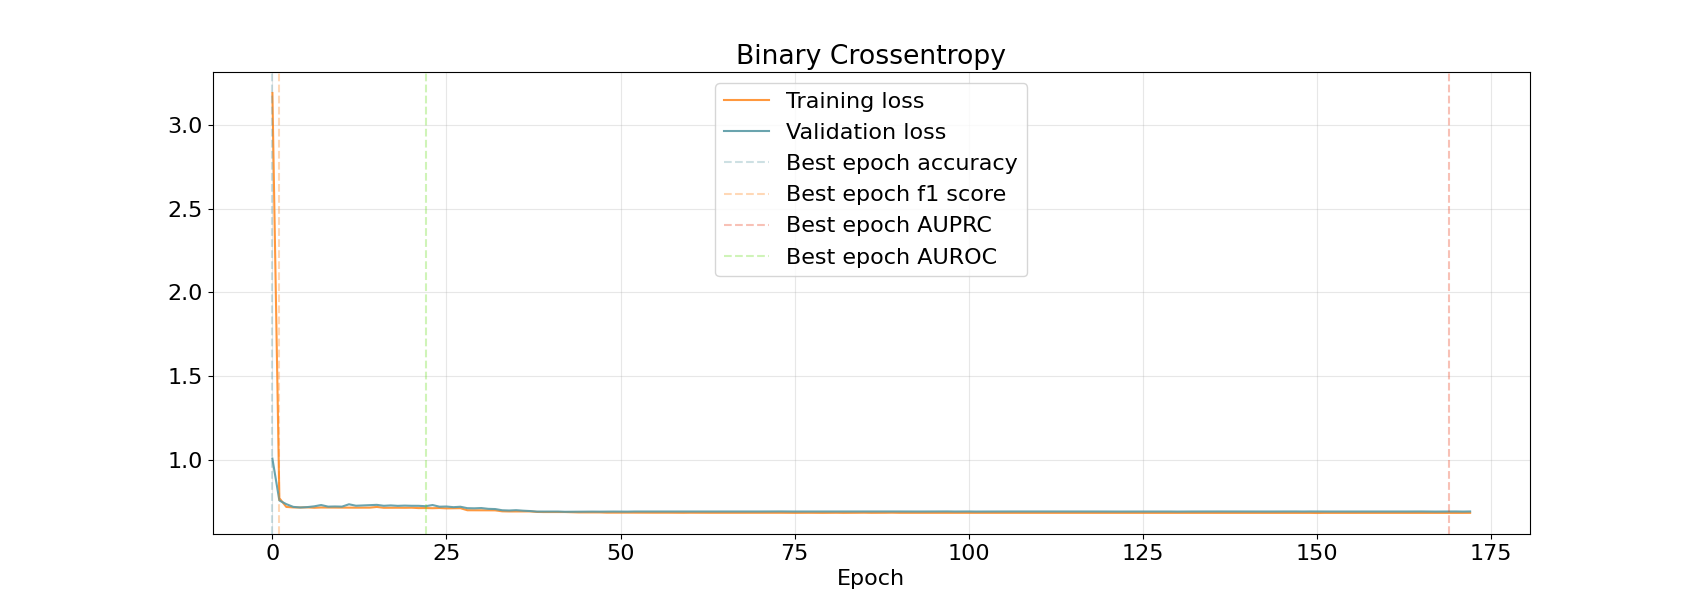 Binary Crossentropy
Training loss
Validation loss
Best epoch accuracy
Best epoch f1 score
Best epoch AUPRC
Best epoch AUROC
3.0
2.5
2.0
1.5
1.0
0 25 50 75 100 125 150 175
Epoch